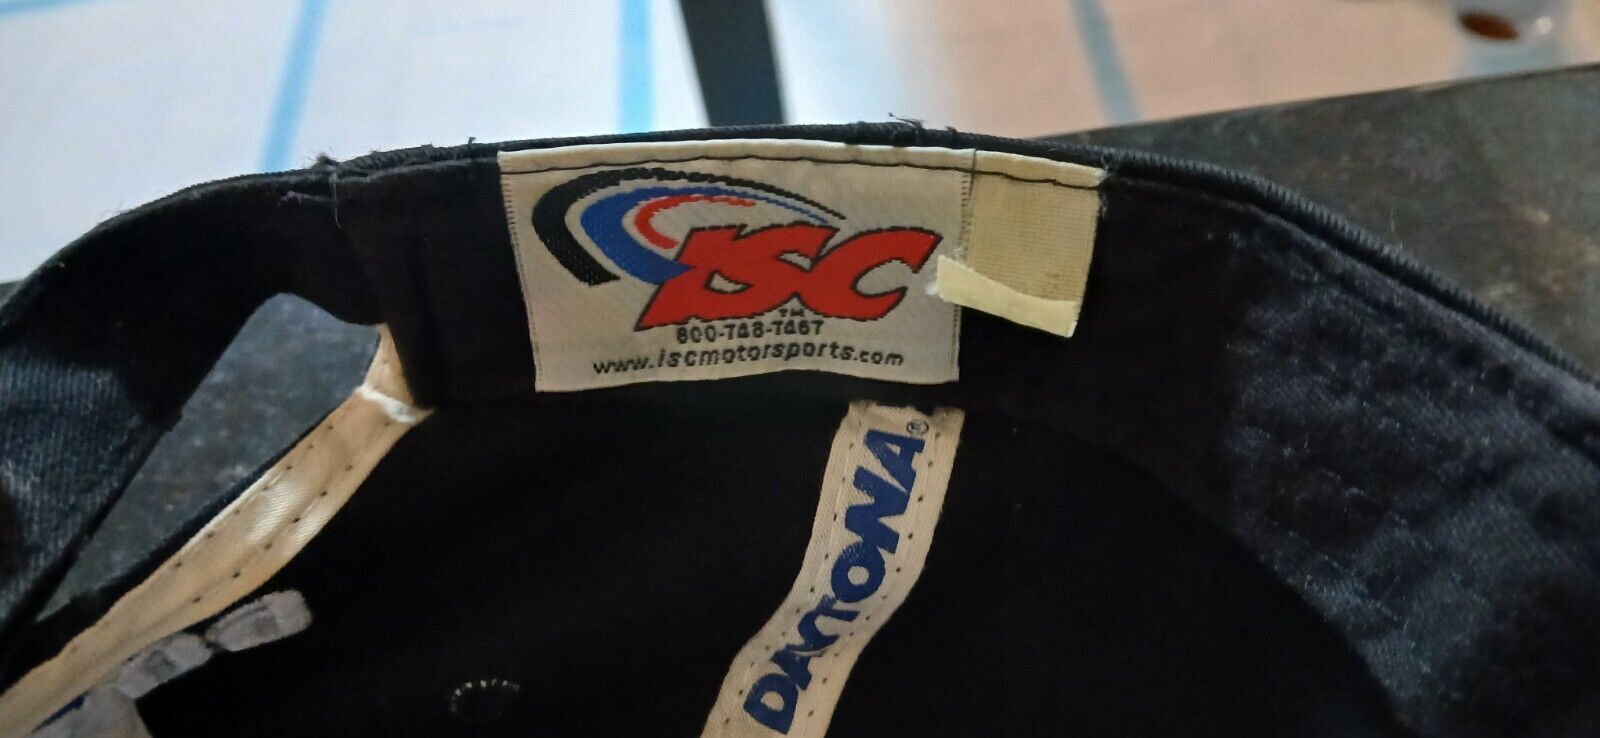 ISC
TM
800-748-7467
www.iscmotorsports.com
DAYTONA®